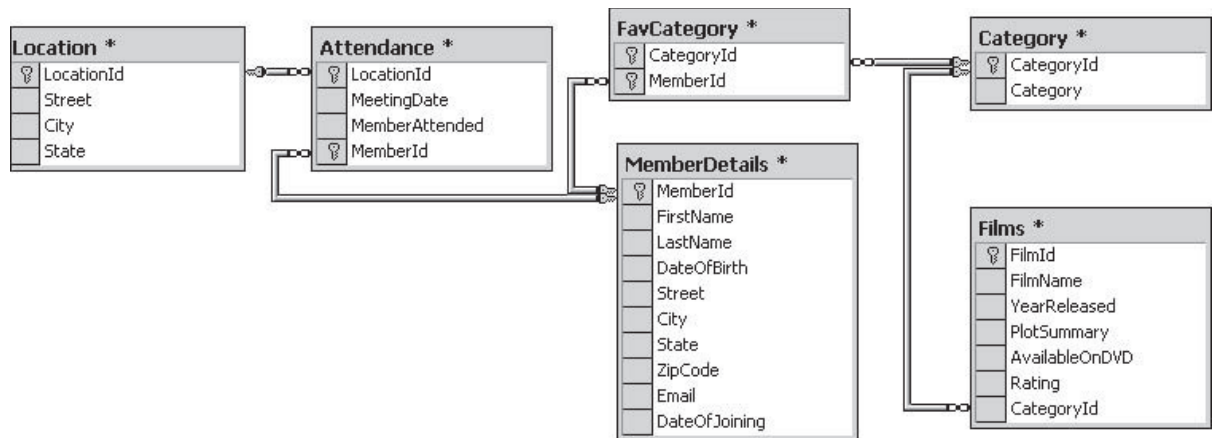 Location *
LocationId
Street
City
State
Attendance *
LocationId
MeetingDate
MemberAttended
MemberId
FavCategory *
CategoryId
MemberId
Category *
CategoryId
Category
MemberDetails *
MemberId
FirstName
LastName
DateOfBirth
Street
City
State
ZipCode
Email
DateOfJoining
Films *
FilmId
FilmName
YearReleased
PlotSummary
AvailableOnDVD
Rating
CategoryId